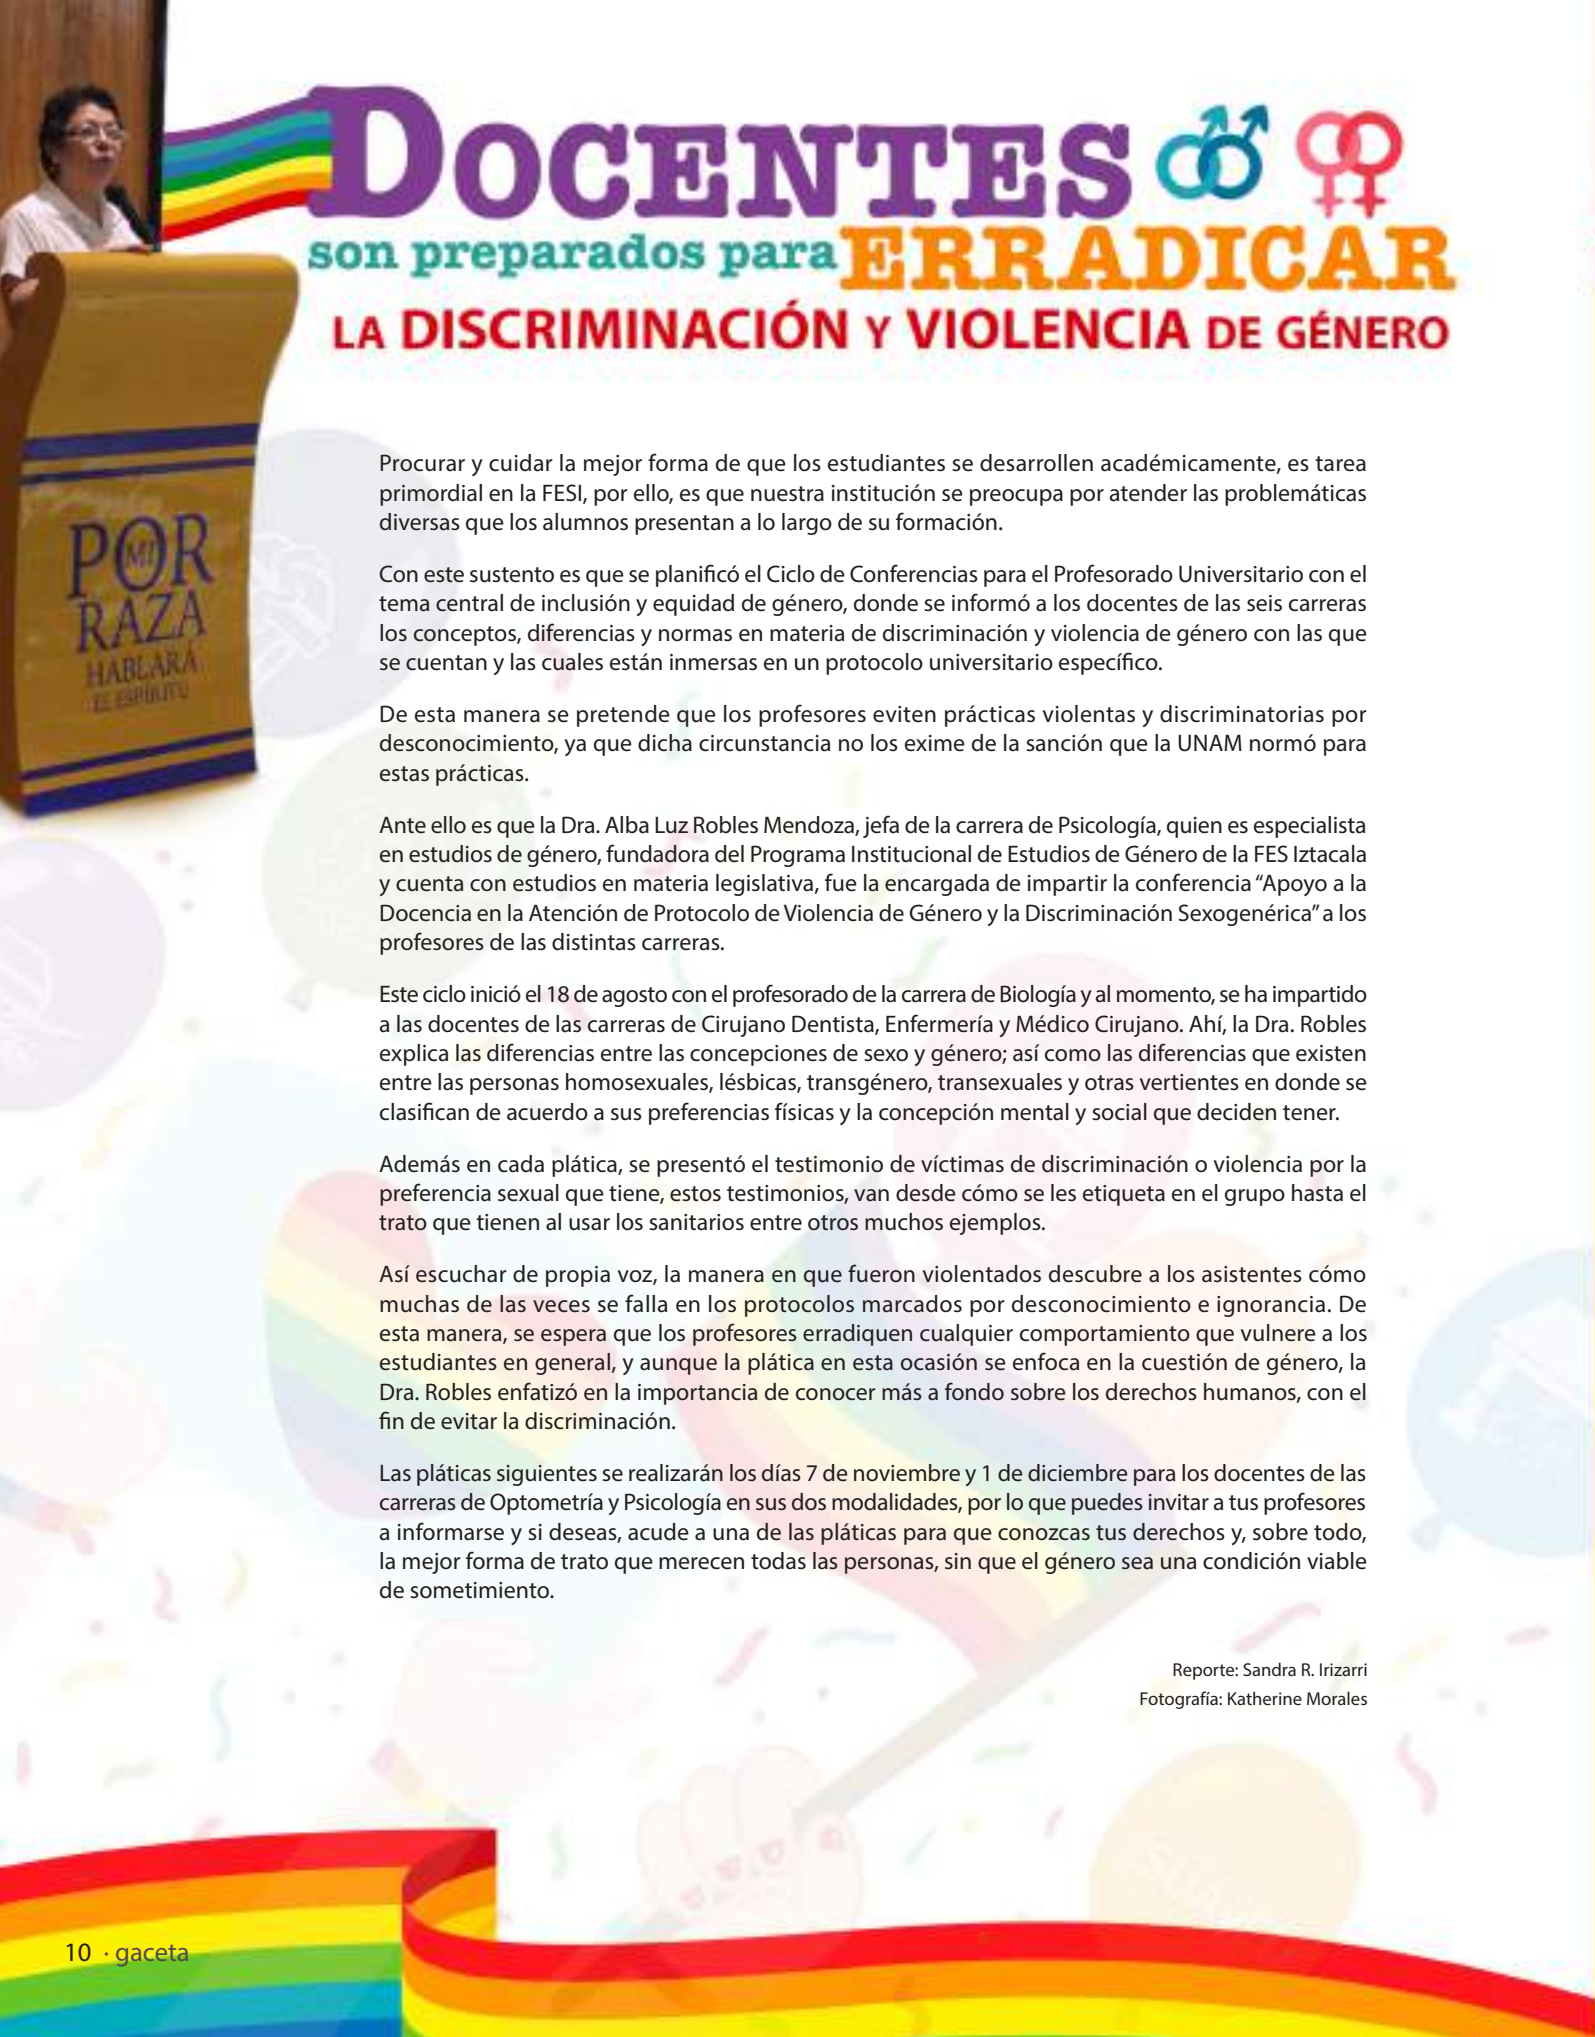 DOCENTES
son preparados para ERRADICAR
LA DISCRIMINACIÓN Y VIOLENCIA DE GÉNERO
POR
MI
RAZA
HABLARÁ
EL ESPÍRITU
Procurar y cuidar la mejor forma de que los estudiantes se desarrollen académicamente, es tarea
primordial en la FESI, por ello, es que nuestra institución se preocupa por atender las problemáticas
diversas que los alumnos presentan a lo largo de su formación.
Con este sustento es que se planificó el Ciclo de Conferencias para el Profesorado Universitario con el
tema central de inclusión y equidad de género, donde se informó a los docentes de las seis carreras
los conceptos, diferencias y normas en materia de discriminación y violencia de género con las que
se cuentan y las cuales están inmersas en un protocolo universitario específico.
De esta manera se pretende que los profesores eviten prácticas violentas y discriminatorias por
desconocimiento, ya que dicha circunstancia no los exime de la sanción que la UNAM normó para
estas prácticas.
Ante ello es que la Dra. Alba Luz Robles Mendoza, jefa de la carrera de Psicología, quien es especialista
en estudios de género, fundadora del Programa Institucional de Estudios de Género de la FES Iztacala
y cuenta con estudios en materia legislativa, fue la encargada de impartir la conferencia “Apoyo a la
Docencia en la Atención de Protocolo de Violencia de Género y la Discriminación Sexogenérica” a los
profesores de las distintas carreras.
Este ciclo inició el 18 de agosto con el profesorado de la carrera de Biología y al momento, se ha impartido
a las docentes de las carreras de Cirujano Dentista, Enfermería y Médico Cirujano. Ahí, la Dra. Robles
explica las diferencias entre las concepciones de sexo y género; así como las diferencias que existen
entre las personas homosexuales, lésbicas, transgénero, transexuales y otras vertientes en donde se
clasifican de acuerdo a sus preferencias físicas y la concepción mental y social que deciden tener.
Además en cada plática, se presentó el testimonio de víctimas de discriminación o violencia por la
preferencia sexual que tiene, estos testimonios, van desde cómo se les etiqueta en el grupo hasta el
trato que tienen al usar los sanitarios entre otros muchos ejemplos.
Así escuchar de propia voz, la manera en que fueron violentados descubre a los asistentes cómo
muchas de las veces se falla en los protocolos marcados por desconocimiento e ignorancia. De
esta manera, se espera que los profesores erradiquen cualquier comportamiento que vulnere a los
estudiantes en general, y aunque la plática en esta ocasión se enfoca en la cuestión de género, la
Dra. Robles enfatizó en la importancia de conocer más a fondo sobre los derechos humanos, con el
fin de evitar la discriminación.
Las pláticas siguientes se realizarán los días 7 de noviembre y 1 de diciembre para los docentes de las
carreras de Optometría y Psicología en sus dos modalidades, por lo que puedes invitar a tus profesores
a informarse y si deseas, acude a una de las pláticas para que conozcas tus derechos y, sobre todo,
la mejor forma de trato que merecen todas las personas, sin que el género sea una condición viable
de sometimiento.
Reporte: Sandra R. Irizarri
Fotografía: Katherine Morales
10 · gaceta